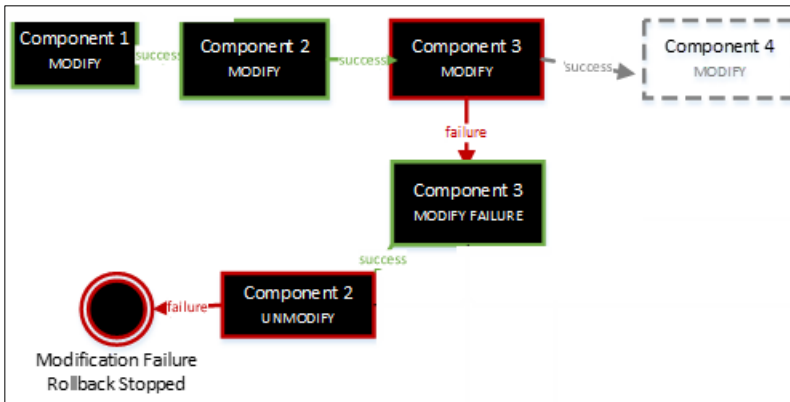 Component 1
MODIFY
success
Component 2
MODIFY
success
Component 3
MODIFY
success
Component 4
MODIFY
failure
Component 3
MODIFY FAILURE
success
Component 2
UNMODIFY
failure
Modification Failure
Rollback Stopped